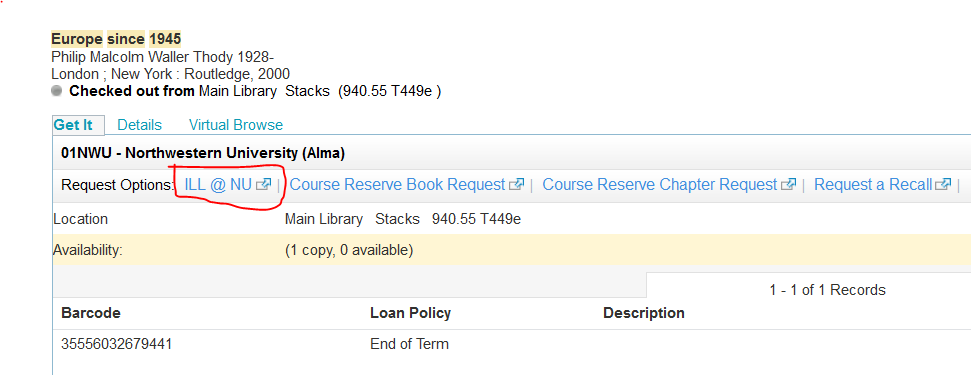 Europe since 1945
Philip Malcolm Waller Thody 1928-
London ; New York : Routledge, 2000
Checked out from Main Library Stacks (940.55 T449e )
Get It Details Virtual Browse
01NWU - Northwestern University (Alma)
Request Options: ILL @ NU | Course Reserve Book Request | Course Reserve Chapter Request | Request a Recall |
Location Main Library Stacks 940.55 T449e
Availability: (1 copy, 0 available)
1 - 1 of 1 Records
Barcode Loan Policy Description
35556032679441 End of Term